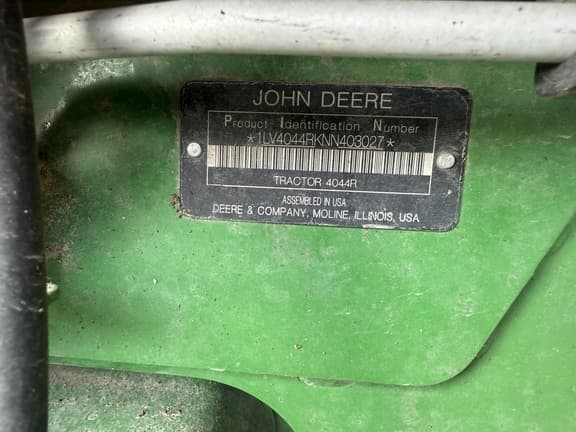 JOHN DEERE
Product Identification Number
*1LV4044RKNN403027*
TRACTOR 4044R
ASSEMBLED IN USA
DEERE & COMPANY, MOLINE, ILLINOIS, USA